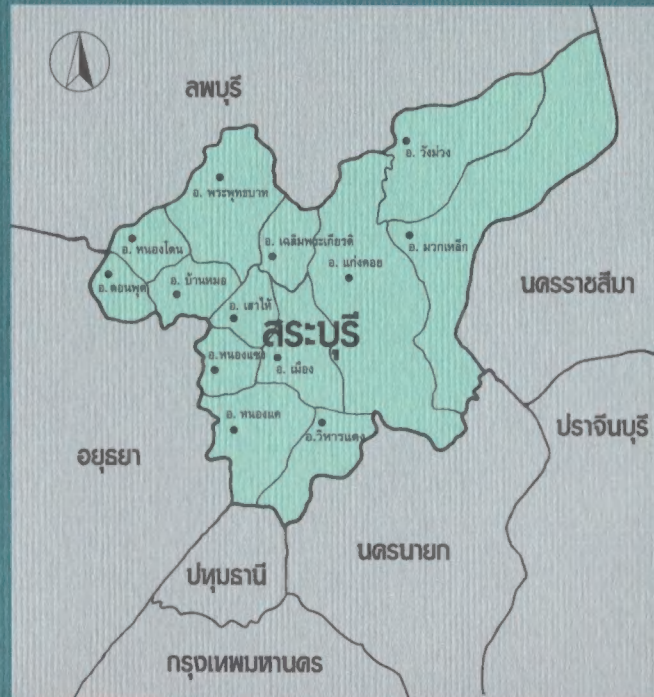 ลพบุรี
อ. วังม่วง
อ. พระพุทธบาท
อ. มวกเหล็ก
อ. หนองโดน
อ. เฉลิมพระเกียรติ
อ. แก่งคอย
อ. ดอนพุด
อ. บ้านหมอ
นครราชสีมา
อ. เสาไห้
สระบุรี
อ. เมือง
อ.หนองแซง
อ. หนองแค
อ.วิหารแดง
ปราจีนบุรี
อยุธยา
นครนายก
ปทุมธานี
กรุงเทพมหานคร